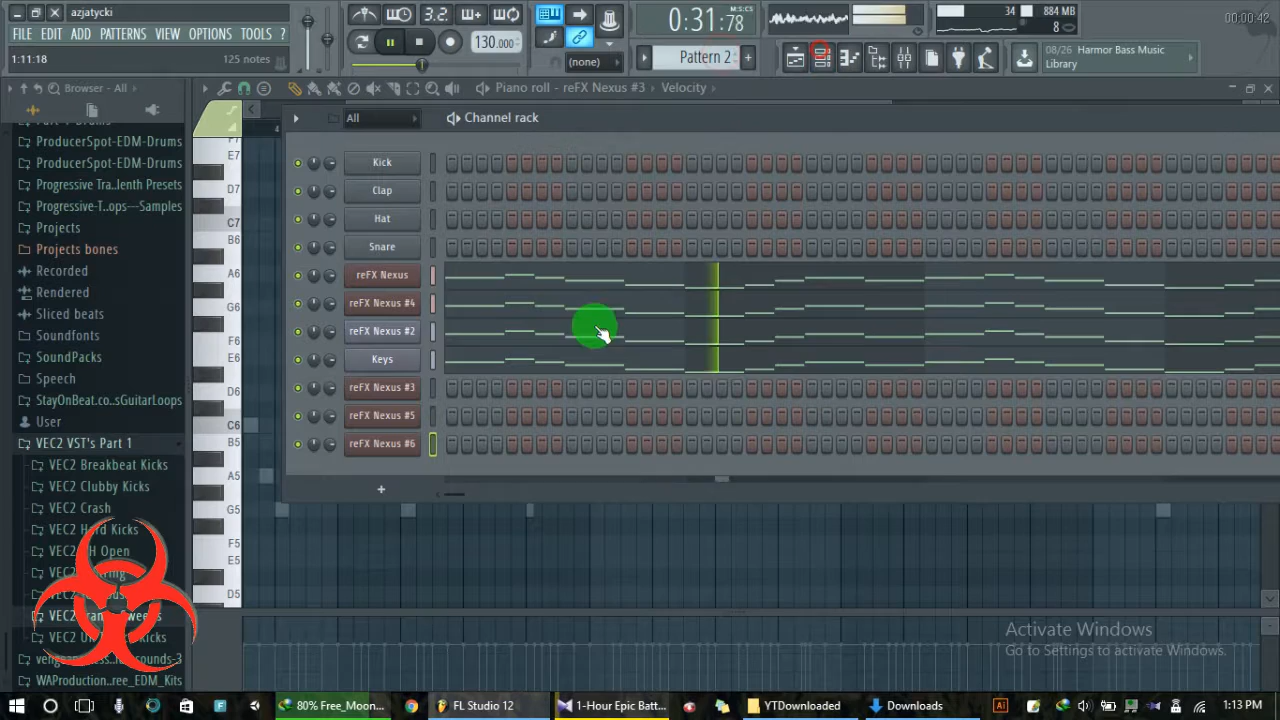 azjatycki
FILE EDIT ADD PATTERNS VIEW OPTIONS TOOLS ?
1:11:18 125 notes
3.2
130.000
(none)
0:31:78
M:S:CS
Pattern 2
34 884 MB
8
00:00:42
08/26 Harmor Bass Music
Library
Browser - All
Piano roll - reFX Nexus #3 Velocity
All
Channel rack
Kick
Clap
Hat
Snare
reFX Nexus
reFX Nexus #4
reFX Nexus #2
Keys
reFX Nexus #3
reFX Nexus #5
reFX Nexus #6
ProducerSpot-EDM-Drums
ProducerSpot-EDM-Drums
Progressive Tra..lenth Presets
Progressive-T..ops---Samples
Projects
Projects bones
Recorded
Rendered
Sliced beats
Soundfonts
SoundPacks
Speech
StayOnBeat.co..sGuitarLoops
User
VEC2 VST's Part 1
VEC2 Breakbeat Kicks
VEC2 Clubby Kicks
VEC2 Crash
E7
D7
C7
B6
A6
G6
F6
E6
D6
C6
B5
A5
G5
F5
E5
D5
4
Activate Windows
Go to Settings to activate Windows.
80% Free_Moon...
FL Studio 12
1-Hour Epic Batt...
YTDownloaded
Downloads
1:13 PM